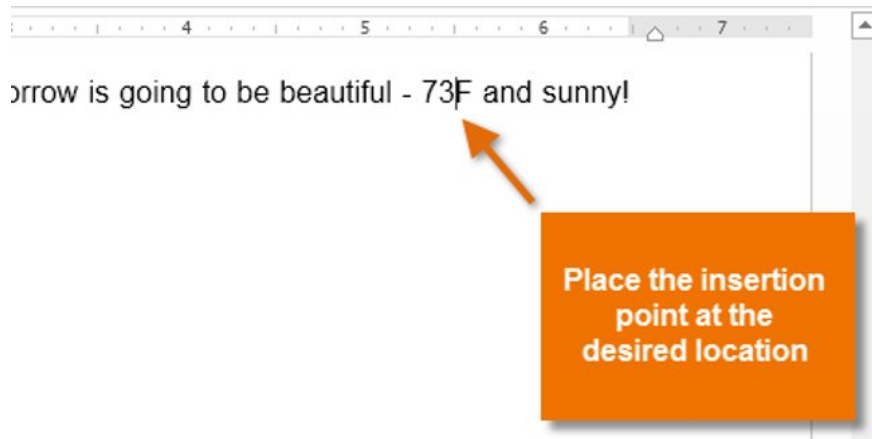 4 5 6 7
orrow is going to be beautiful - 73F and sunny!
Place the insertion
point at the
desired location